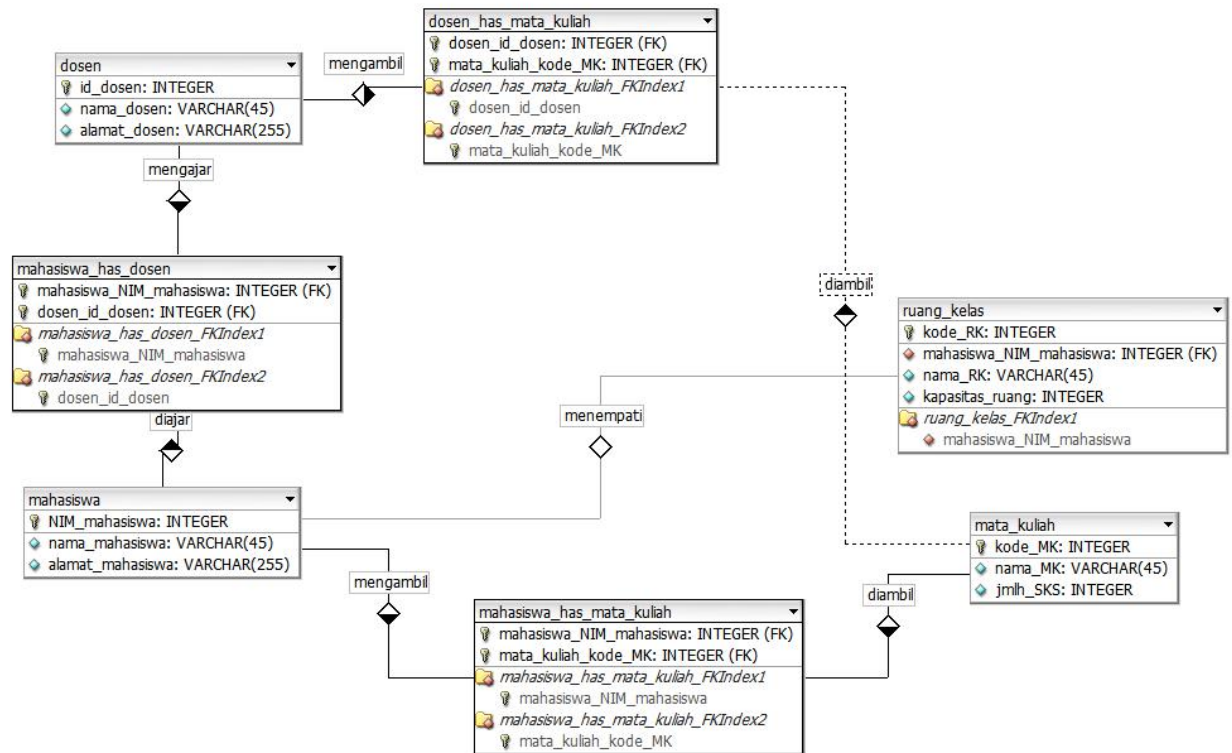 dosen_has_mata_kuliah
dosen_id_dosen: INTEGER (FK)
mata_kuliah_kode_MK: INTEGER (FK)
dosen_has_mata_kuliah_FKIndex1
dosen_id_dosen
dosen_has_mata_kuliah_FKIndex2
mata_kuliah_kode_MK
mengambil
dosen
id_dosen: INTEGER
nama_dosen: VARCHAR(45)
alamat_dosen: VARCHAR(255)
mengajar
mahasiswa_has_dosen
mahasiswa_NIM_mahasiswa: INTEGER (FK)
dosen_id_dosen: INTEGER (FK)
mahasiswa_has_dosen_FKIndex1
mahasiswa_NIM_mahasiswa
mahasiswa_has_dosen_FKIndex2
dosen_id_dosen
diambil
ruang_kelas
kode_RK: INTEGER
mahasiswa_NIM_mahasiswa: INTEGER (FK)
nama_RK: VARCHAR(45)
kapasitas_ruang: INTEGER
ruang_kelas_FKIndex1
mahasiswa_NIM_mahasiswa
menempati
diajar
mahasiswa
NIM_mahasiswa: INTEGER
nama_mahasiswa: VARCHAR(45)
alamat_mahasiswa: VARCHAR(255)
mata_kuliah
kode_MK: INTEGER
nama_MK: VARCHAR(45)
jmlh_SKS: INTEGER
mengambil
diambil
mahasiswa_has_mata_kuliah
mahasiswa_NIM_mahasiswa: INTEGER (FK)
mata_kuliah_kode_MK: INTEGER (FK)
mahasiswa_has_mata_kuliah_FKIndex1
mahasiswa_NIM_mahasiswa
mahasiswa_has_mata_kuliah_FKIndex2
mata_kuliah_kode_MK